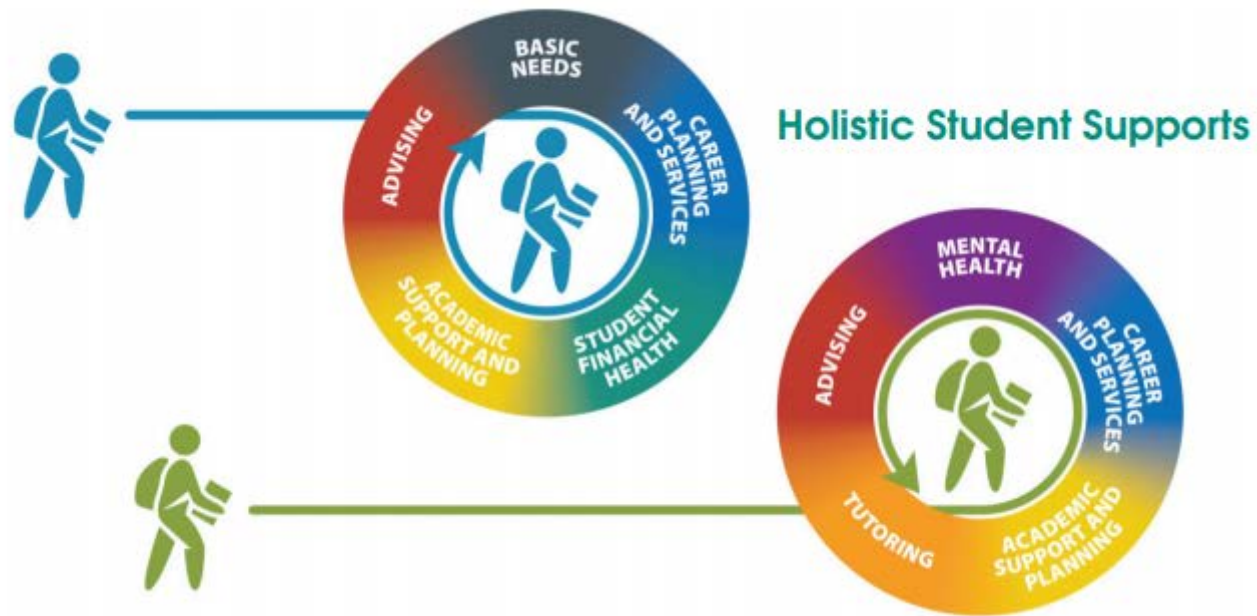 BASIC
NEEDS
CAREER
PLANNING
AND SERVICES
ADVISING
ACADEMIC
SUPPORT AND
PLANNING
STUDENT
FINANCIAL
HEALTH
Holistic Student Supports
MENTAL
HEALTH
CAREER
PLANNING
AND SERVICES
ADVISING
TUTORING
ACADEMIC
SUPPORT AND
PLANNING